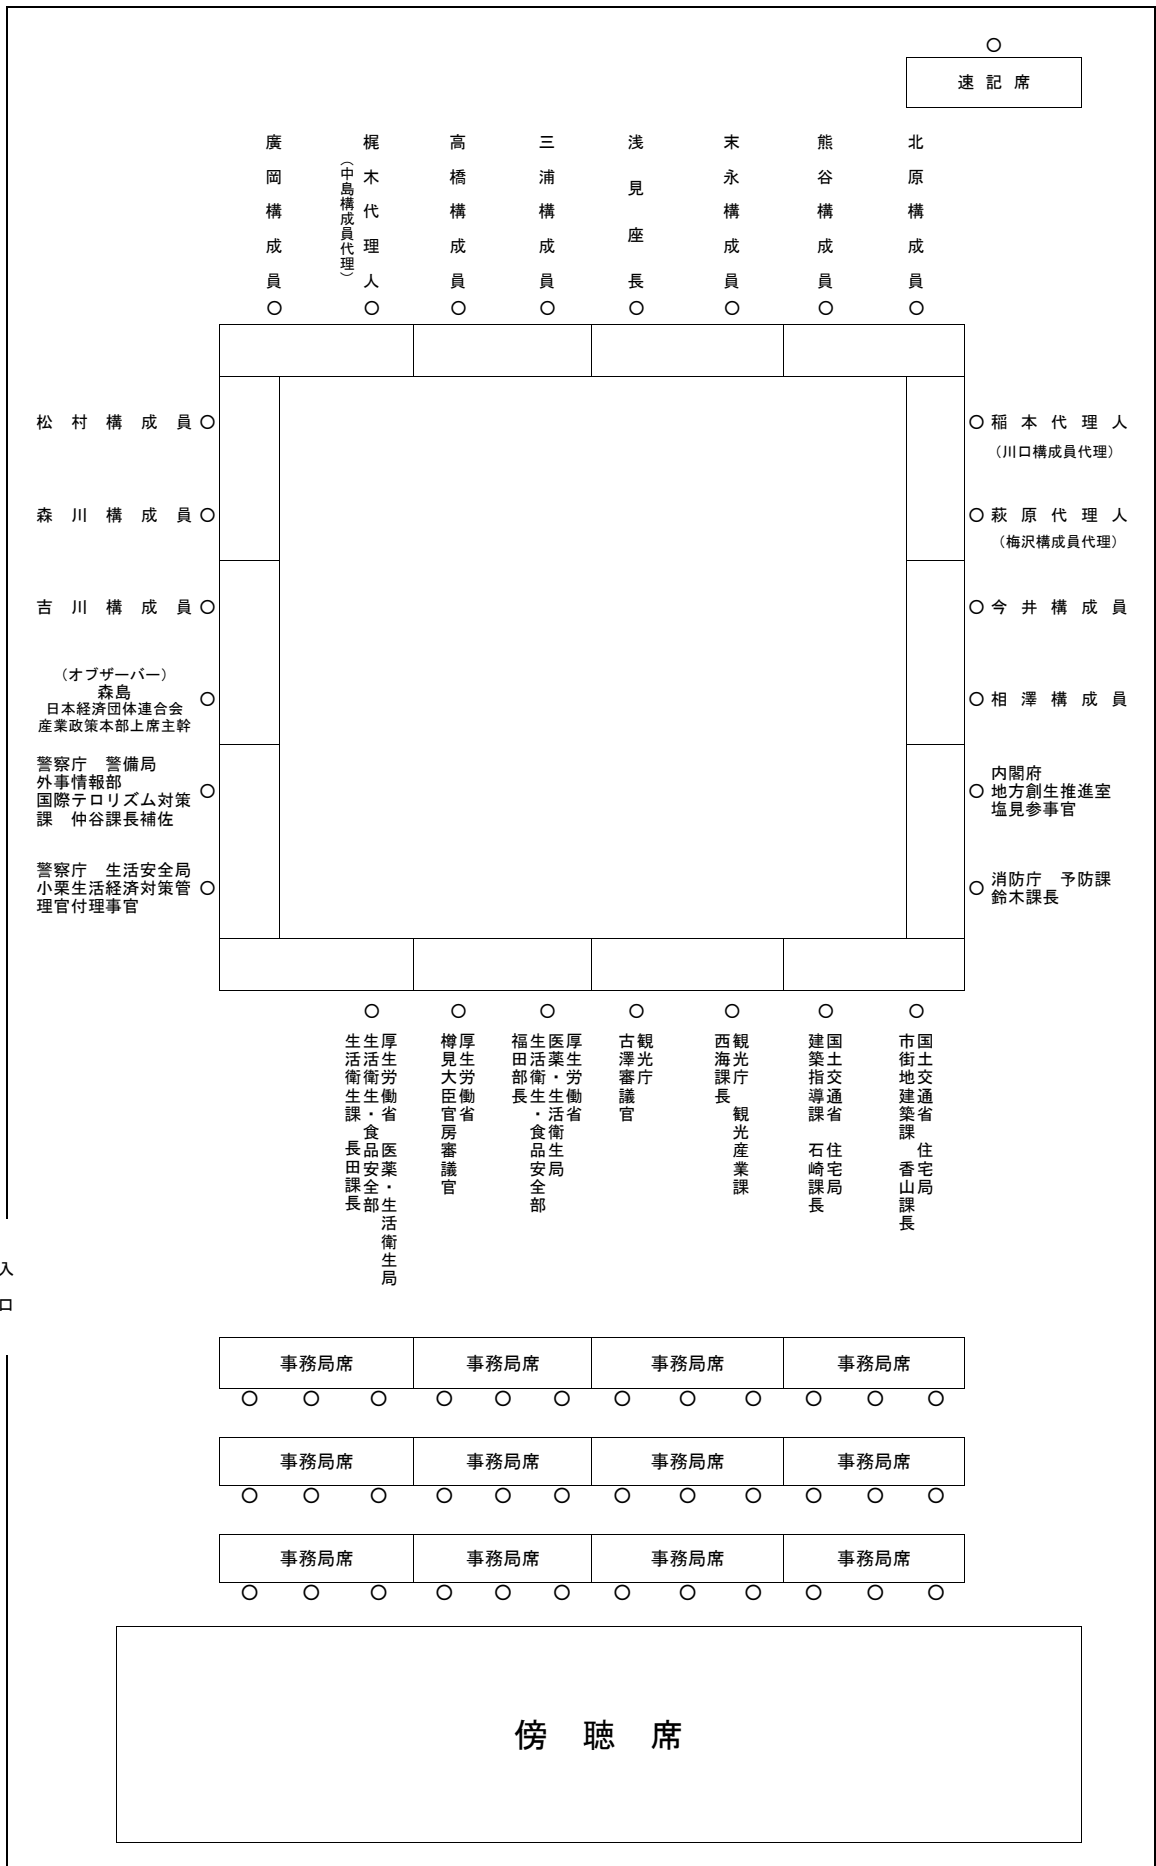 速記席
廣岡構成員
梶木代理人
（中島構成員代理）
高橋構成員
三浦構成員
浅見座長
末永構成員
熊谷構成員
北原構成員
松村構成員
森川構成員
吉川構成員
（オブザーバー）
森島
日本経済団体連合会
産業政策本部上席主幹
警察庁　警備局
外事情報部
国際テロリズム対策
課　仲谷課長補佐
警察庁　生活安全局
小栗生活経済対策管
理官付理事官
稲本代理人
（川口構成員代理）
萩原代理人
（梅沢構成員代理）
今井構成員
相澤構成員
内閣府
地方創生推進室
塩見参事官
消防庁　予防課
鈴木課長
厚生労働省　医薬・生活衛生局
生活衛生・食品安全部
生活衛生課　長田課長
厚生労働省
樽見大臣官房審議官
厚生労働省
医薬・生活衛生局
生活衛生・食品安全部
福田部長
観光庁
古澤審議官
観光庁　観光産業課
西海課長
国土交通省　住宅局
建築指導課　石崎課長
国土交通省　住宅局
市街地建築課　香山課長
入口
事務局席
事務局席
事務局席
事務局席
事務局席
事務局席
事務局席
事務局席
事務局席
事務局席
事務局席
事務局席
傍聴席